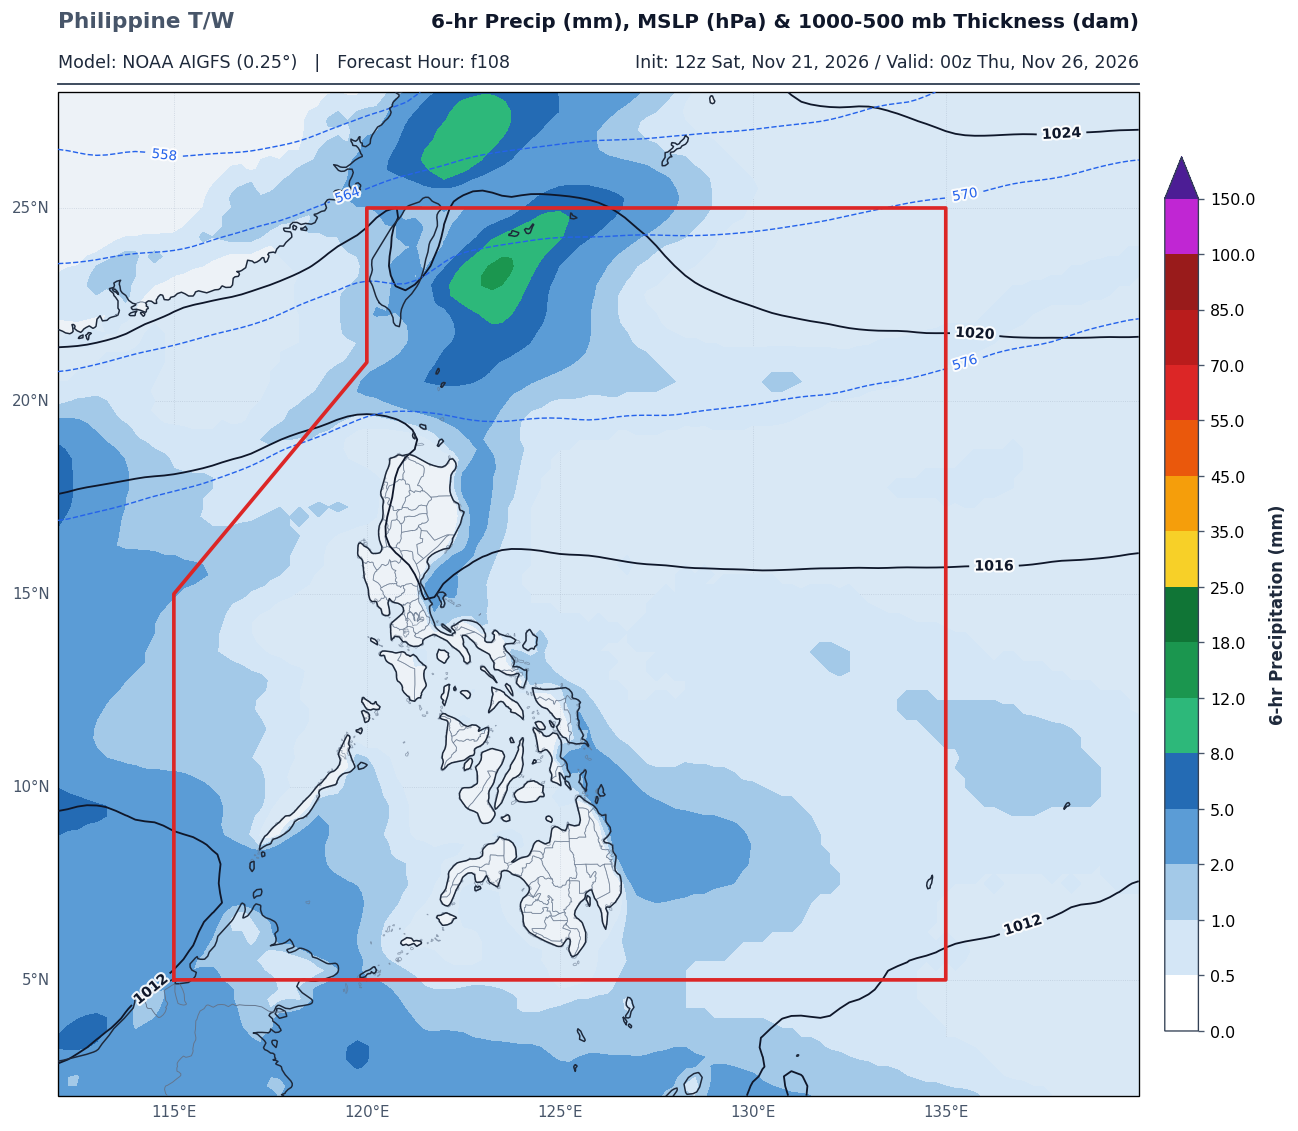 Philippine T/W
6-hr Precip (mm), MSLP (hPa) & 1000-500 mb Thickness (dam)
Model: NOAA AIGFS (0.25°) | Forecast Hour: f108
Init: 12z Sat, Nov 21, 2026 / Valid: 00z Thu, Nov 26, 2026
1024
558
564
570
25°N
1020
576
20°N
1016
15°N
10°N
1012
1012
5°N
115°E
120°E
125°E
130°E
135°E
150.0
100.0
85.0
70.0
55.0
45.0
35.0
25.0
18.0
12.0
8.0
5.0
2.0
1.0
0.5
0.0
6-hr Precipitation (mm)